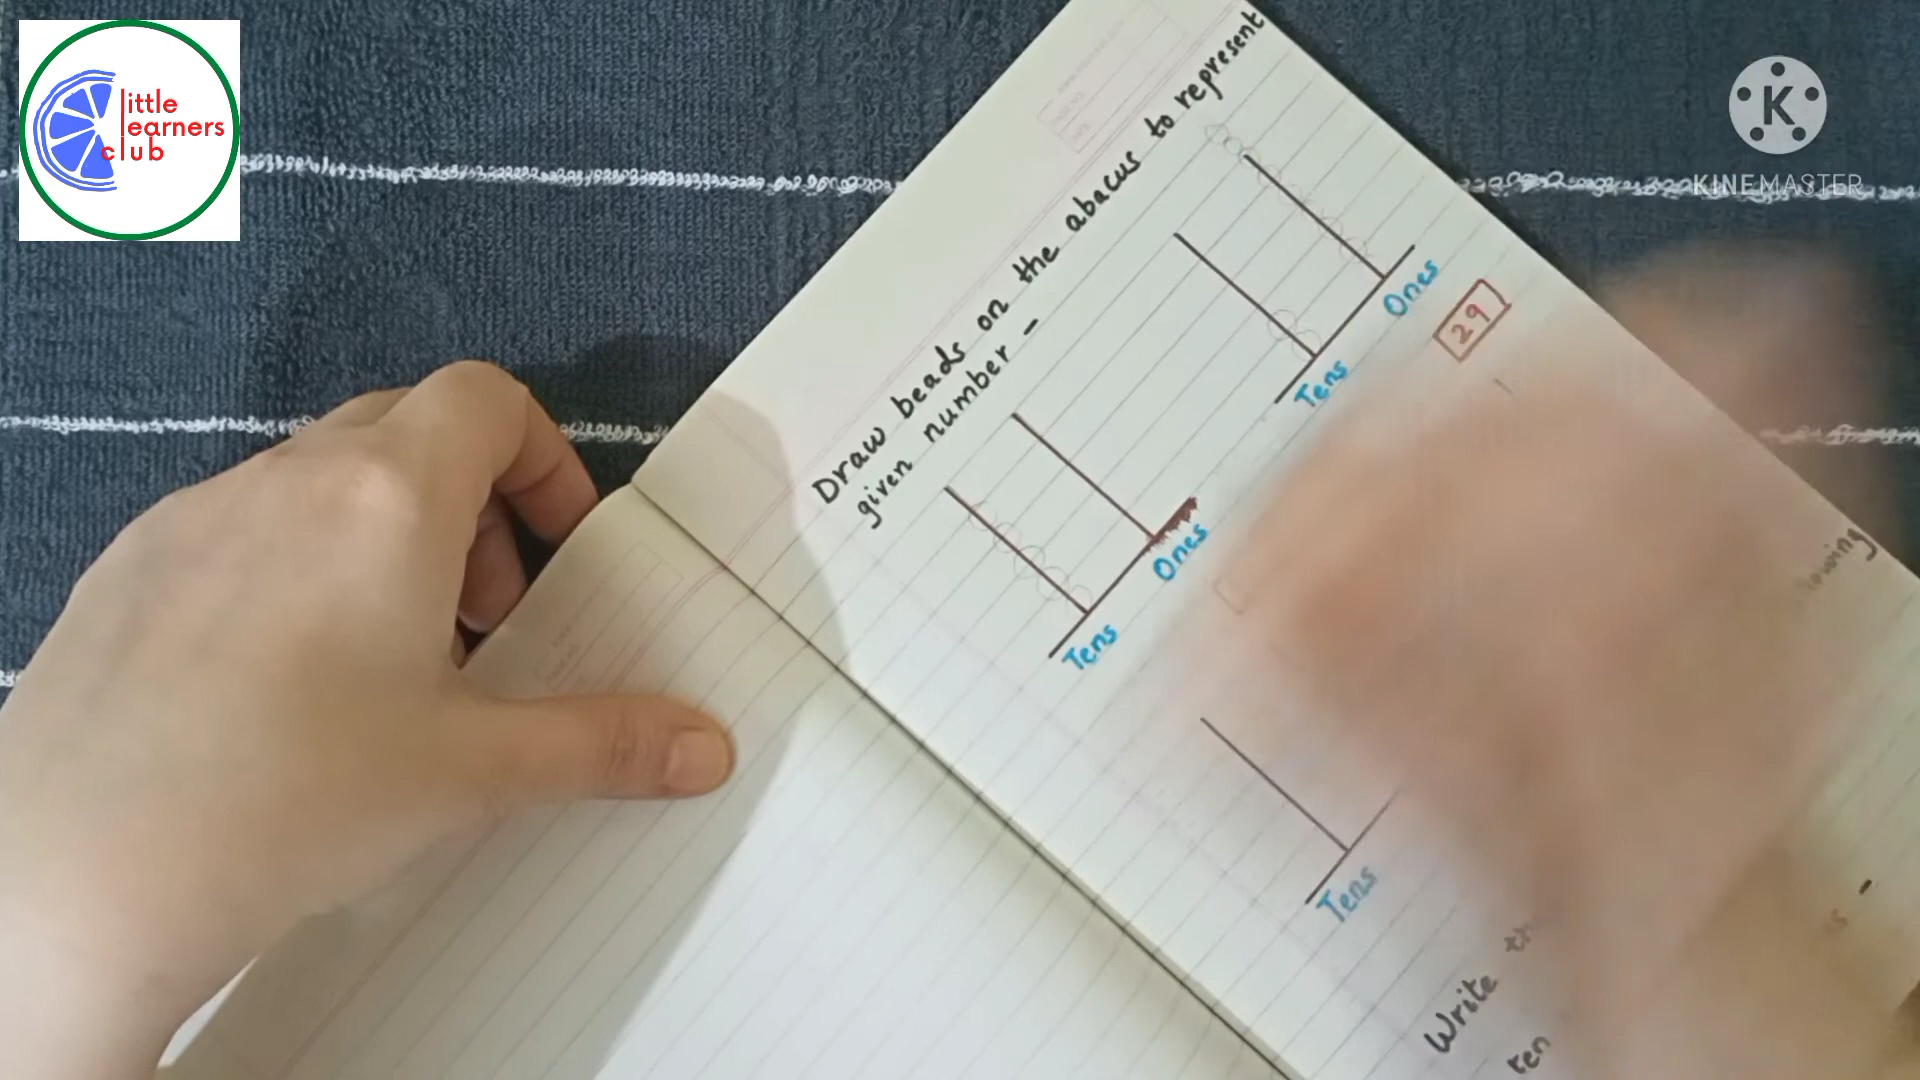 little
learners
club
KINEMASTER
Draw beads on the abacus to represent
given number -
Tens Ones
Tens Ones
29
Tens
Write
ten